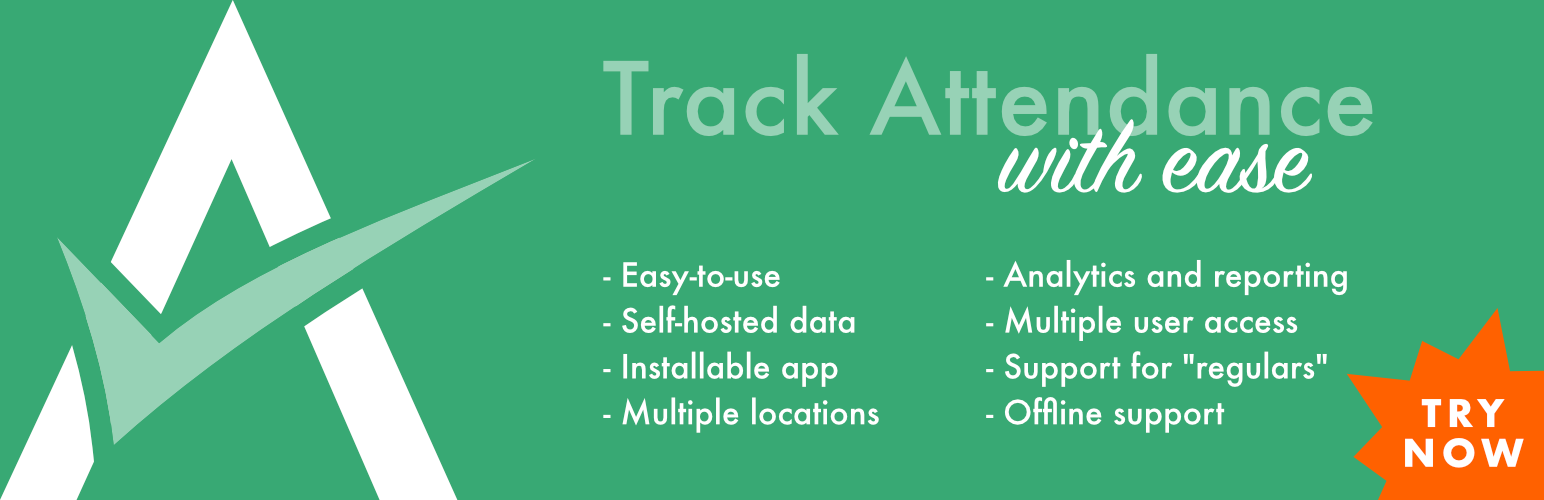 Track Attendance
with ease
- Easy-to-use
- Self-hosted data
- Installable app
- Multiple locations
- Analytics and reporting
- Multiple user access
- Support for "regulars"
- Offline support
TRY
NOW